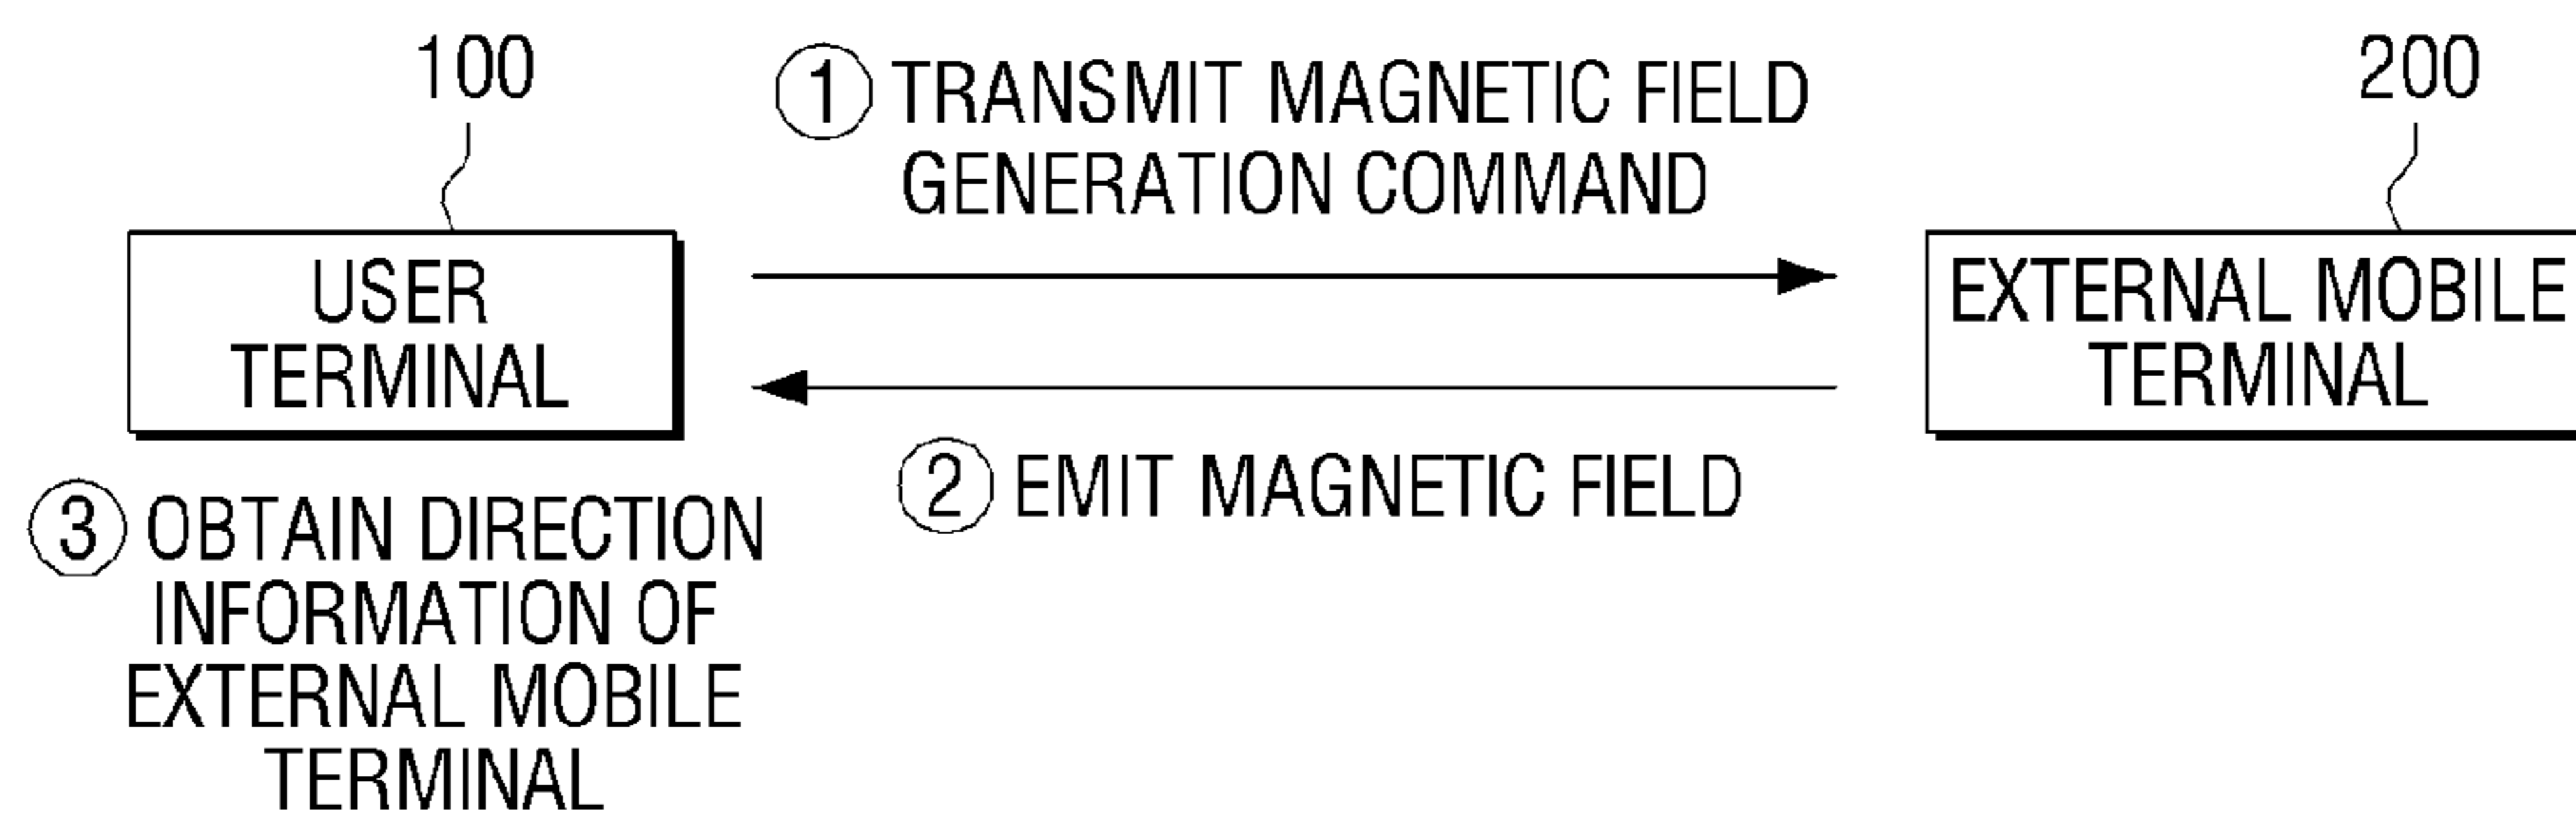 100
① TRANSMIT MAGNETIC FIELD
GENERATION COMMAND
200
USER
TERMINAL
EXTERNAL MOBILE
TERMINAL
② EMIT MAGNETIC FIELD
③ OBTAIN DIRECTION
INFORMATION OF
EXTERNAL MOBILE
TERMINAL